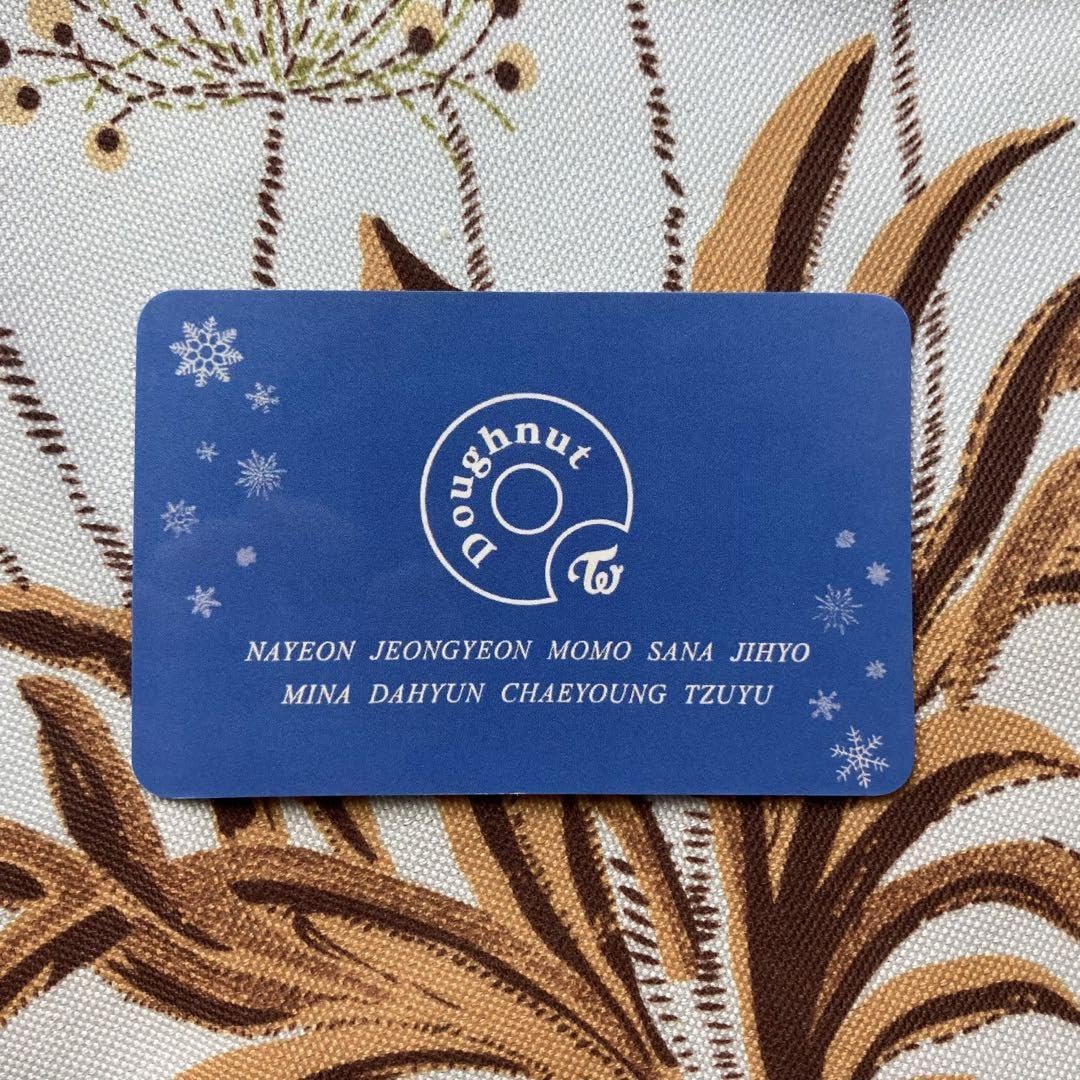 Doughnut
Tw
NAYEON JEONGYEON MOMO SANA JIHYO
MINA DAHYUN CHAEYOUNG TZUYU